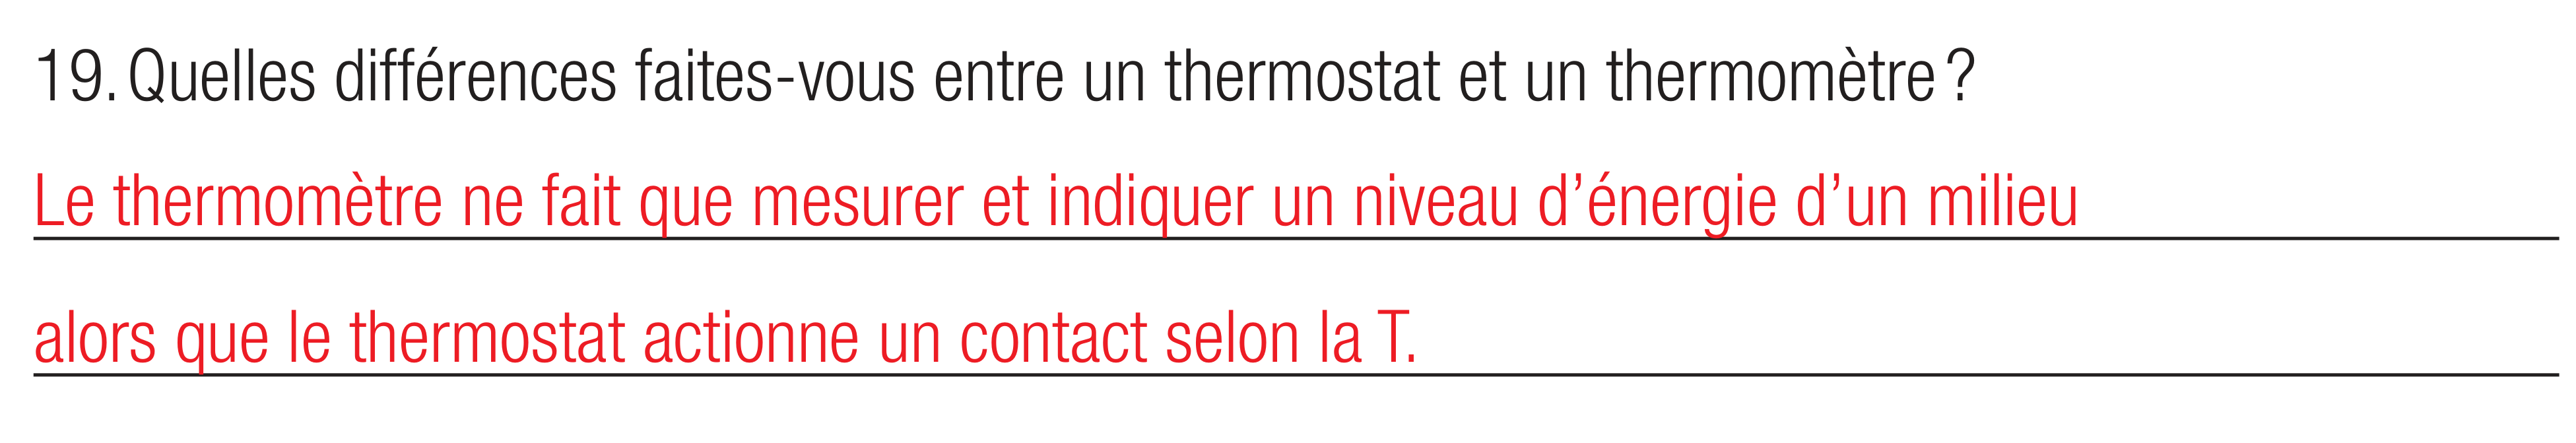 19. Quelles différences faites-vous entre un thermostat et un thermomètre ?
Le thermomètre ne fait que mesurer et indiquer un niveau d’énergie d’un milieu
alors que le thermostat actionne un contact selon la T.